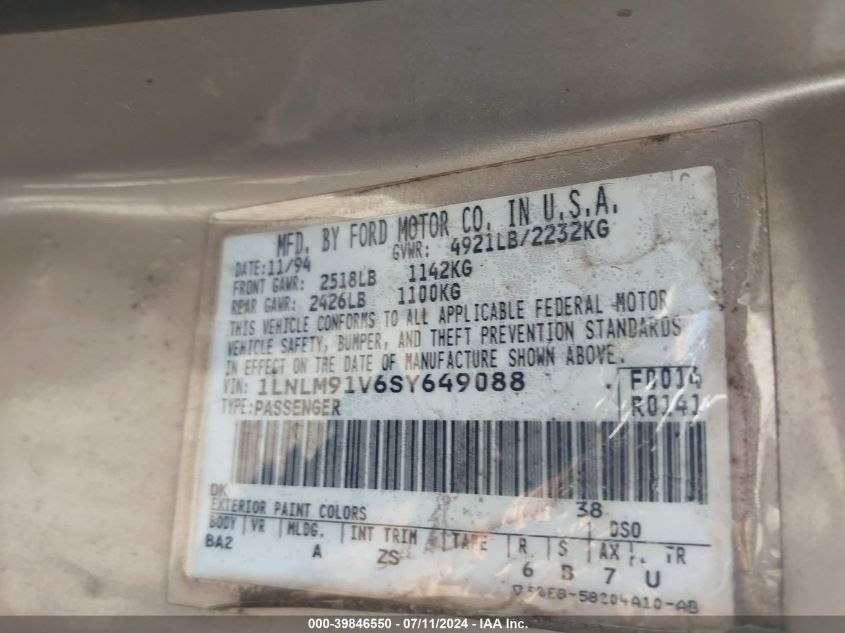 MFD. BY FORD MOTOR CO. IN U.S.A.
DATE:11/94 GVWR: 4921LB/2232KG
FRONT GAWR: 2518LB 1142KG
REAR GAWR: 2426LB 1100KG
THIS VEHICLE CONFORMS TO ALL APPLICABLE FEDERAL MOTOR
VEHICLE SAFETY, BUMPER, AND THEFT PREVENTION STANDARDS
IN EFFECT ON THE DATE OF MANUFACTURE SHOWN ABOVE.
VIN: 1LNLM91V6SY649088 F0014
TYPE:PASSENGER R0141
DK
EXTERIOR PAINT COLORS 38 DSO
BODY VR MLDG. INT TRIM TAPE R S AX TR
BA2 A ZS 6 B 7 U
000-39846550 / 07/11/2024 - IAA Inc.